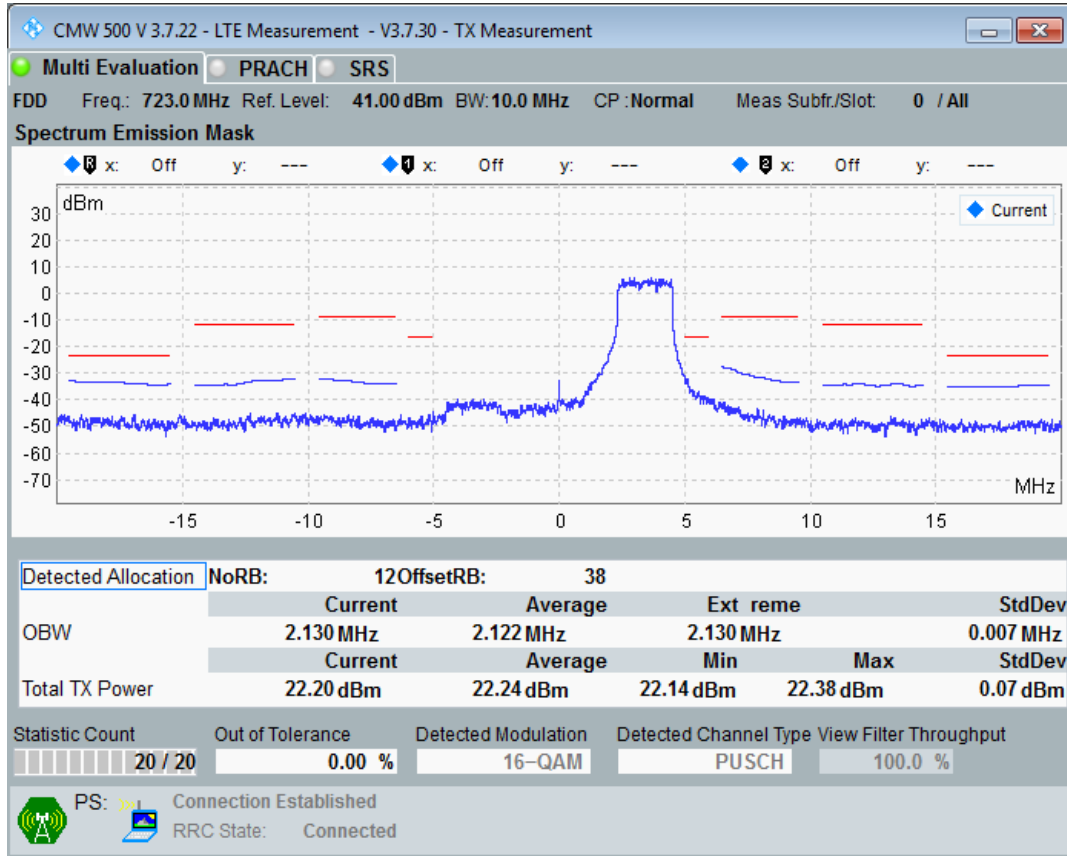 CMW 500 V 3.7.22 - LTE Measurement - V3.7.30 - TX Measurement
Multi Evaluation PRACH SRS
FDD Freq.: 723.0 MHz Ref. Level: 41.00 dBm BW: 10.0 MHz CP : Normal Meas Subfr./Slot: 0 / All
Spectrum Emission Mask
R x: Off y: --- 1 x: Off y: --- 2 x: Off y: ---
dBm
Current
30
20
10
0
-10
-20
-30
-40
-50
-60
-70
MHz
-15 -10 -5 0 5 10 15
Detected Allocation NoRB: 12 OffsetRB: 38
Current Average Ext reme StdDev
OBW 2.130 MHz 2.122 MHz 2.130 MHz 0.007 MHz
Current Average Min Max StdDev
Total TX Power 22.20 dBm 22.24 dBm 22.14 dBm 22.38 dBm 0.07 dBm
Statistic Count Out of Tolerance Detected Modulation Detected Channel Type View Filter Throughput
20 / 20 0.00 % 16-QAM PUSCH 100.0 %
PS: Connection Established
RRC State: Connected